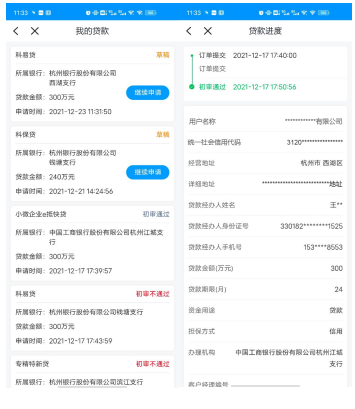 11:33
我的贷款
科易贷 草稿
所属银行: 杭州银行股份有限公司
西湖支行
贷款金额: 300万元
继续申请
申请时间: 2021-12-23 11:31:50
科保贷 草稿
所属银行: 杭州银行股份有限公司
钱塘支行
贷款金额: 240万元
继续申请
申请时间: 2021-12-21 14:24:56
小微企业e抵快贷 初审通过
所属银行: 中国工商银行股份有限公司杭州江城支
行
贷款金额: 300万元
申请时间: 2021-12-17 17:39:57
科易贷 初审不通过
所属银行: 杭州银行股份有限公司钱塘支行
贷款金额: 300万元
申请时间: 2021-12-17 17:43:59
专精特新贷 初审不通过
所属银行: 杭州银行股份有限公司滨江支行
11:33
贷款进度
订单提交 2021-12-17 17:40:00
订单提交
初审通过 2021-12-17 17:50:56
用户名称 ************有限公司
统一社会信用代码 3120**************
经营地址 杭州市 西湖区
详细地址 ****************************地址
贷款经办人姓名 王**
贷款经办人身份证号 330182********1525
贷款经办人手机号 153****8553
贷款金额(万元) 300
贷款期限(月) 24
资金用途 贷款
担保方式 信用
办理机构 中国工商银行股份有限公司杭州江城
支行
客户经理编号